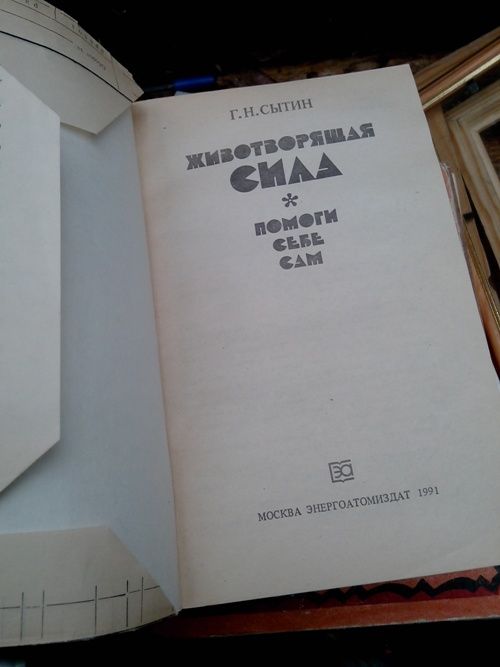 Г. Н. СЫТИН
ЖИВОТВОРЯЩАЯ
СИЛА
*
ПОМОГИ
СЕБЕ
САМ
МОСКВА ЭНЕРГОАТОМИЗДАТ 1991